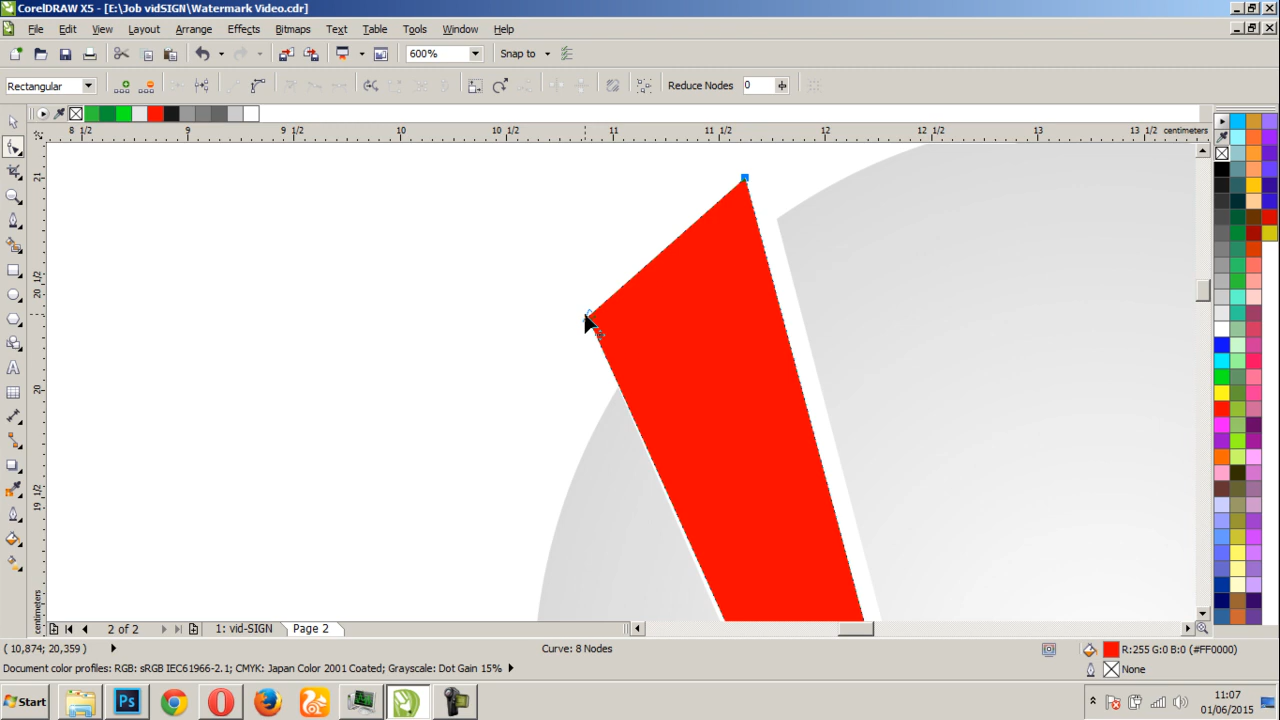 CorelDRAW X5 - [E:\Job vidSIGN\Watermark Video.cdr]
File Edit View Layout Arrange Effects Bitmaps Text Table Tools Window Help
600% Snap to
Rectangular Reduce Nodes 0
8 1/2 9 9 1/2 10 10 1/2 11 11 1/2 12 12 1/2 13 13 1/2 centimeters
21
20 1/2
20
19 1/2
centimeters
2 of 2 1: vid-SIGN Page 2
( 10,874; 20,359 ) Curve: 8 Nodes R:255 G:0 B:0 (#FF0000)
Document color profiles: RGB: sRGB IEC61966-2.1; CMYK: Japan Color 2001 Coated; Grayscale: Dot Gain 15% None
Start Ps 11:07
01/06/2015